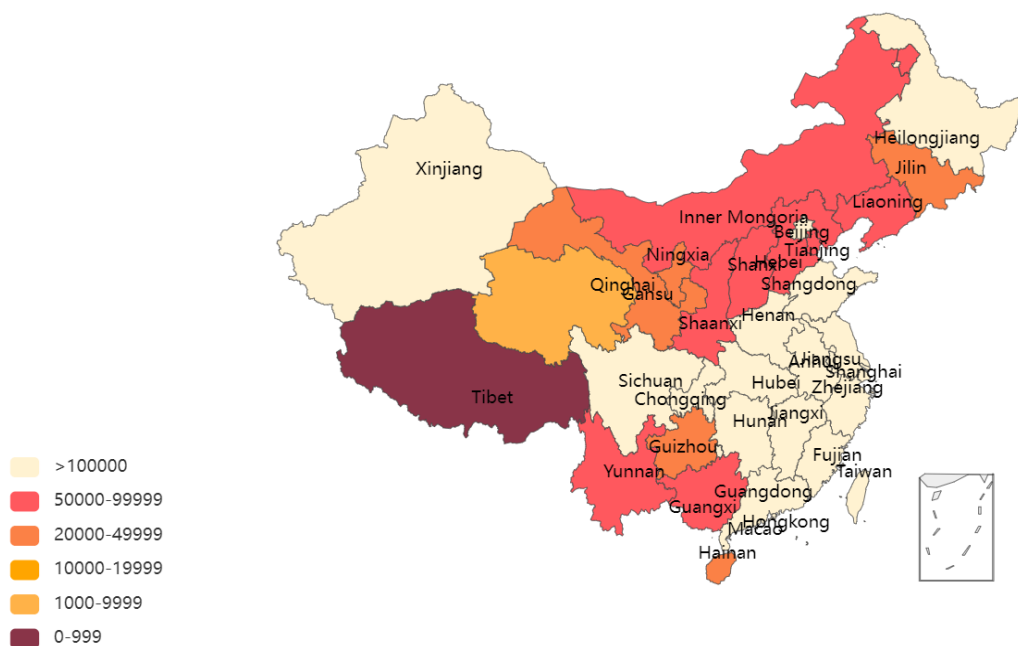 Heilongjiang
Xinjiang
Jilin
Liaoning
Inner Mongoria
Beijing
Tianjing
Ningxia
Hebei
Shanxi
Shangdong
Qinghai
Gansu
Henan
Shaanxi
Jiangsu
Anhui
Shanghai
Sichuan
Hubei
Zhejiang
Tibet
Chongqing
Jiangxi
Hunan
Guizhou
Fujian
Taiwan
Yunnan
Guangdong
Guangxi
Hongkong
Macao
Hainan
>100000
50000-99999
20000-49999
10000-19999
1000-9999
0-999